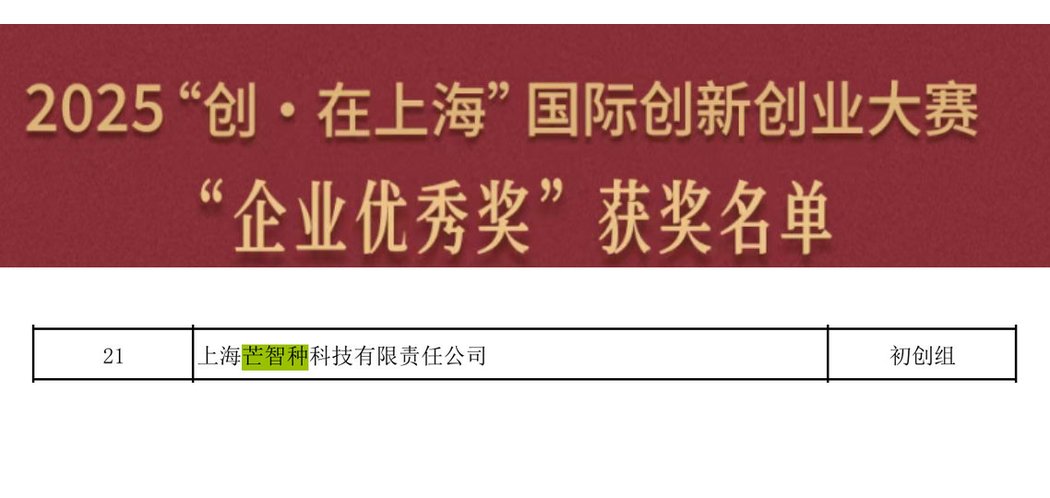 2025“创·在上海”国际创新创业大赛
“企业优秀奖”获奖名单
21 上海芒智种科技有限责任公司 初创组